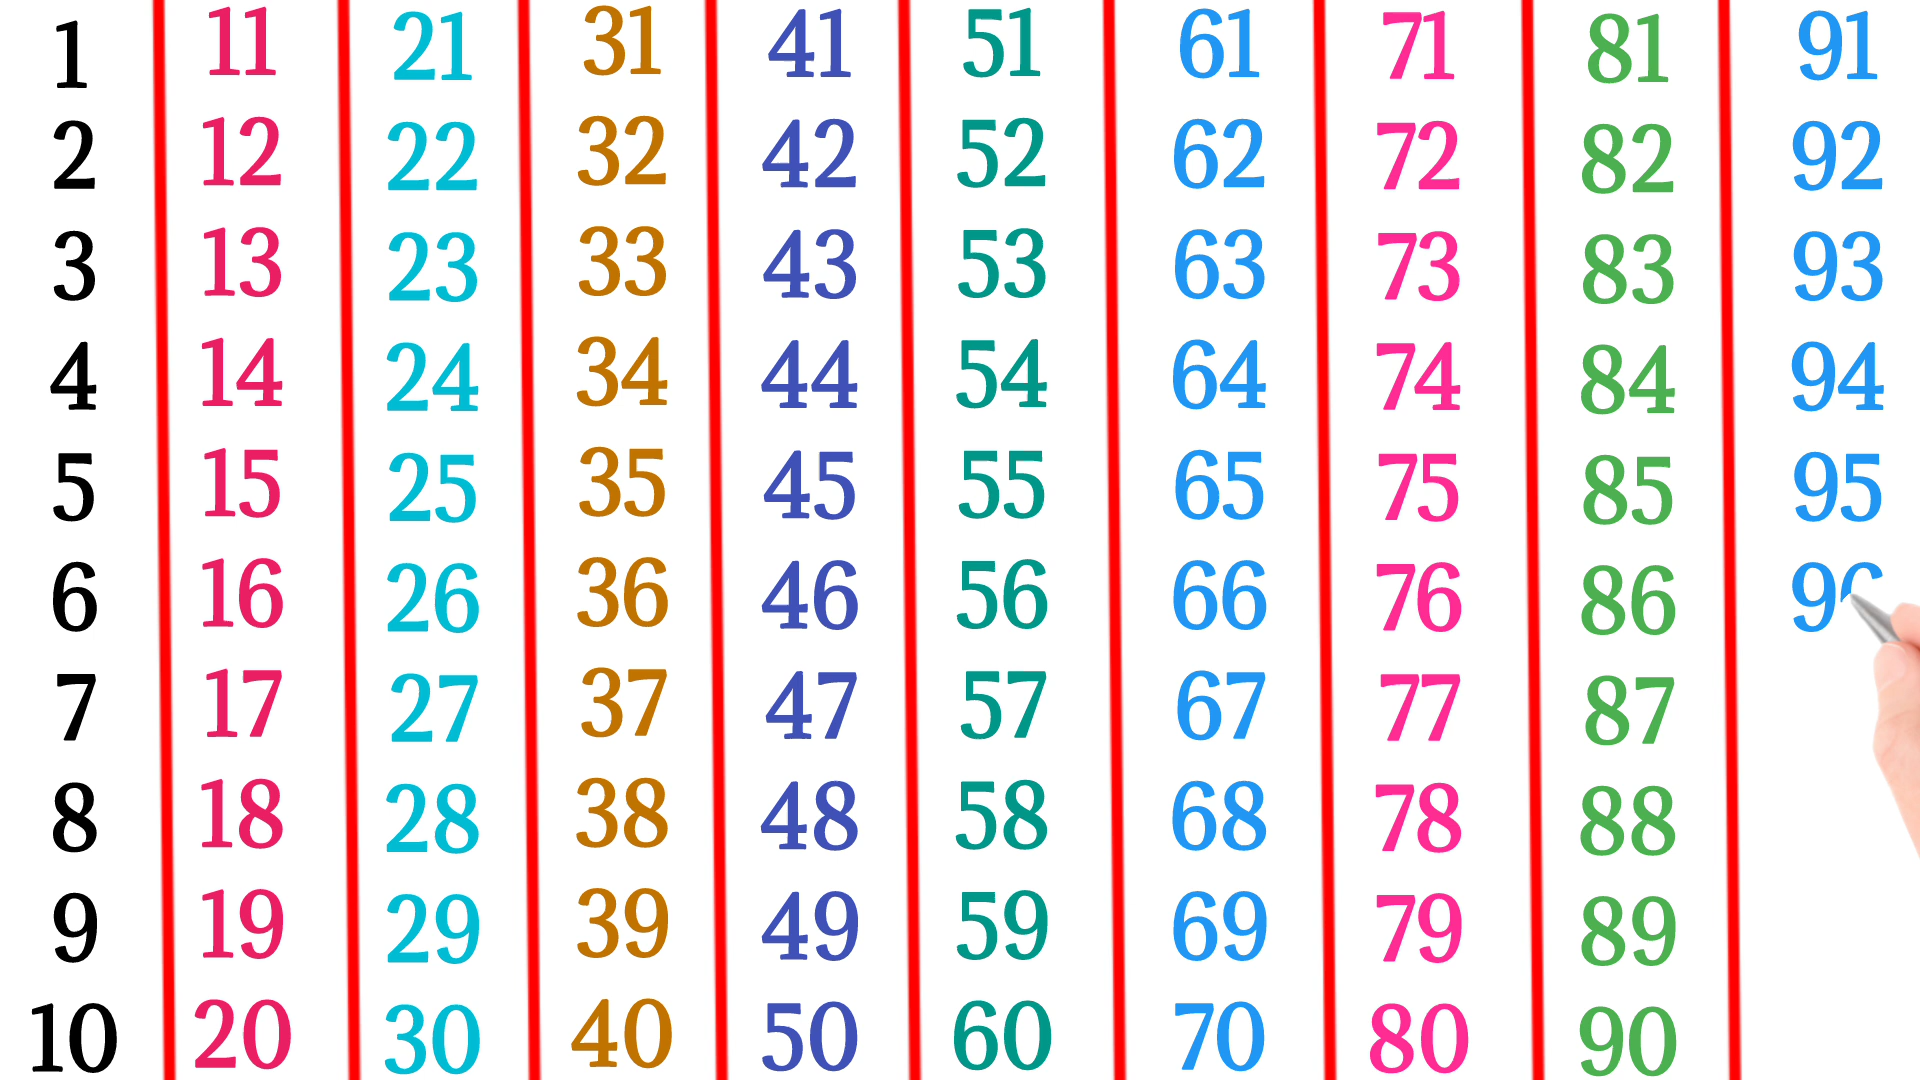 1 11 21 31 41 51 61 71 81 91
2 12 22 32 42 52 62 72 82 92
3 13 23 33 43 53 63 73 83 93
4 14 24 34 44 54 64 74 84 94
5 15 25 35 45 55 65 75 85 95
6 16 26 36 46 56 66 76 86 96
7 17 27 37 47 57 67 77 87
8 18 28 38 48 58 68 78 88
9 19 29 39 49 59 69 79 89
10 20 30 40 50 60 70 80 90